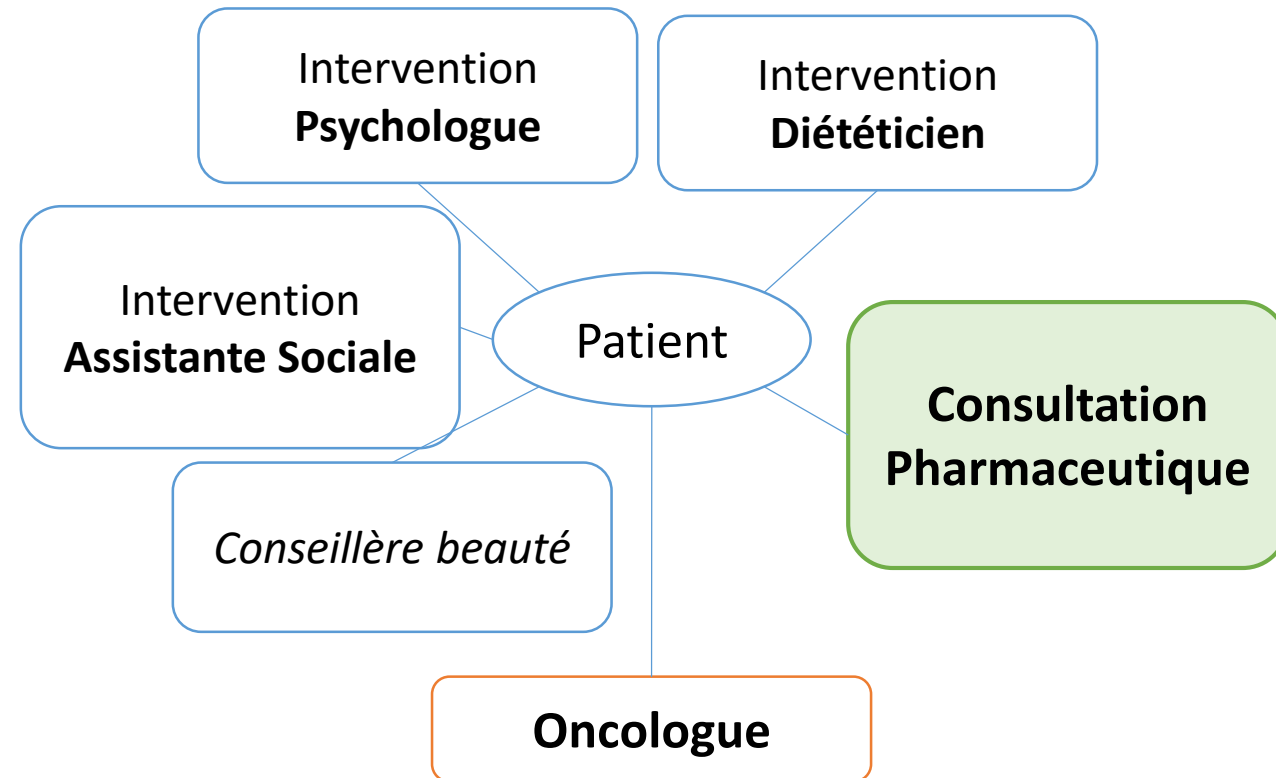 Intervention
Psychologue
Intervention
Diététicien
Intervention
Assistante Sociale
Patient
Consultation
Pharmaceutique
Conseillère beauté
Oncologue